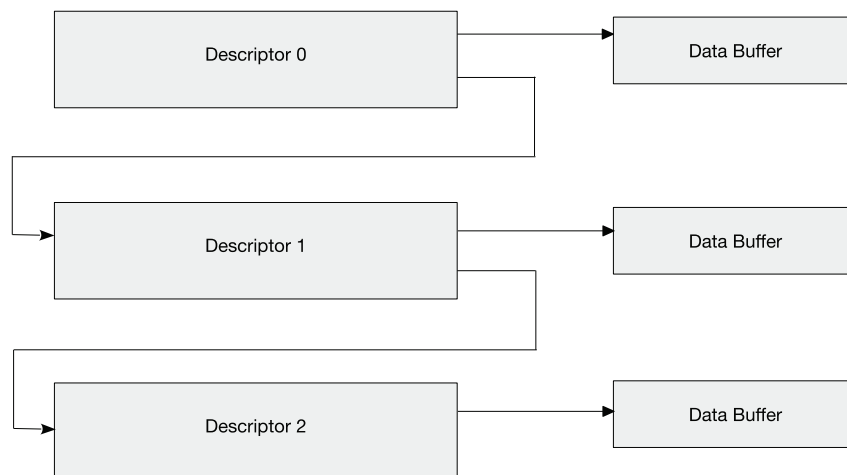 Descriptor 0
Data Buffer
Descriptor 1
Data Buffer
Descriptor 2
Data Buffer